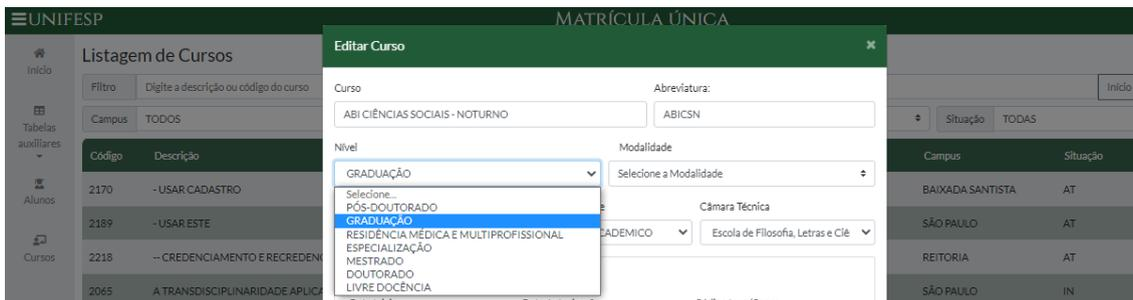 UNIFESP
MATRÍCULA ÚNICA
Início
Tabelas
auxiliares
Alunos
Cursos
Listagem de Cursos
Filtro Digite a descrição ou código do curso Início
Campus TODOS Situação TODAS
Código Descrição Campus Situação
2170 - USAR CADASTRO BAIXADA SANTISTA AT
2189 - USAR ESTE SÃO PAULO AT
2218 -- CREDENCIAMENTO E RECREDEN REITORIA AT
2065 A TRANSDISCIPLINARIDADE APLICA SÃO PAULO IN
Editar Curso ×
Curso Abreviatura:
ABI CIÊNCIAS SOCIAIS - NOTURNO ABICSN
Nível Modalidade
GRADUAÇÃO Selecione a Modalidade
Selecione...
PÓS-DOUTORADO
GRADUAÇÃO
RESIDÊNCIA MÉDICA E MULTIPROFISSIONAL
ESPECIALIZAÇÃO
MESTRADO
DOUTORADO
LIVRE DOCÊNCIA
Câmara Técnica
CADEMICO Escola de Filosofia, Letras e Ciê